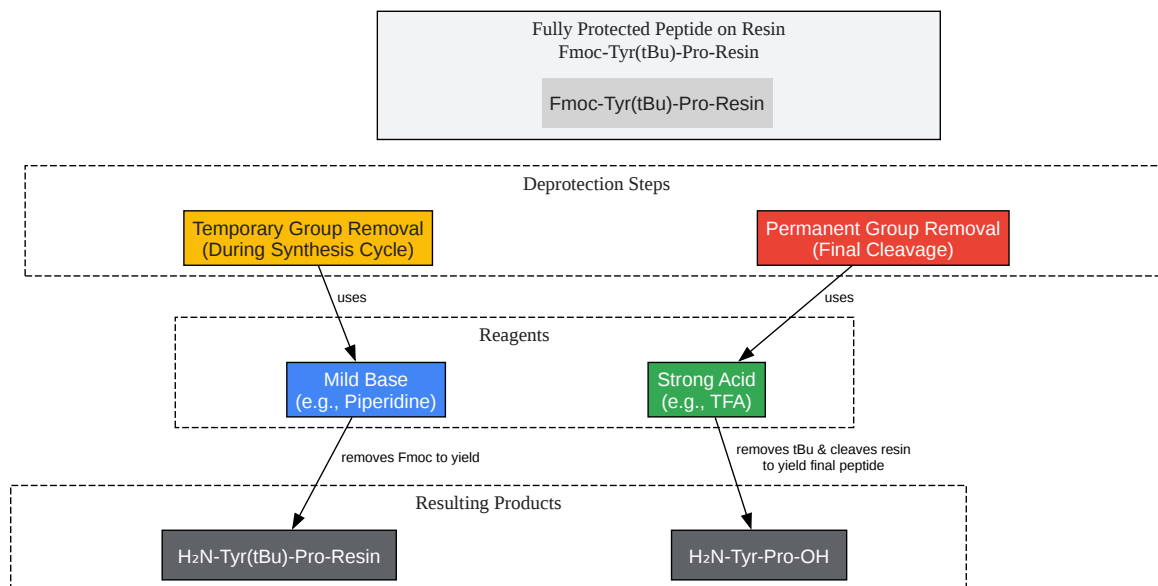 Fully Protected Peptide on Resin
Fmoc-Tyr(tBu)-Pro-Resin
Fmoc-Tyr(tBu)-Pro-Resin
Deprotection Steps
Temporary Group Removal
(During Synthesis Cycle)
Permanent Group Removal
(Final Cleavage)
uses
uses
Reagents
Mild Base
(e.g., Piperidine)
Strong Acid
(e.g., TFA)
removes Fmoc to yield
removes tBu & cleaves resin
to yield final peptide
Resulting Products
H₂N-Tyr(tBu)-Pro-Resin
H₂N-Tyr-Pro-OH